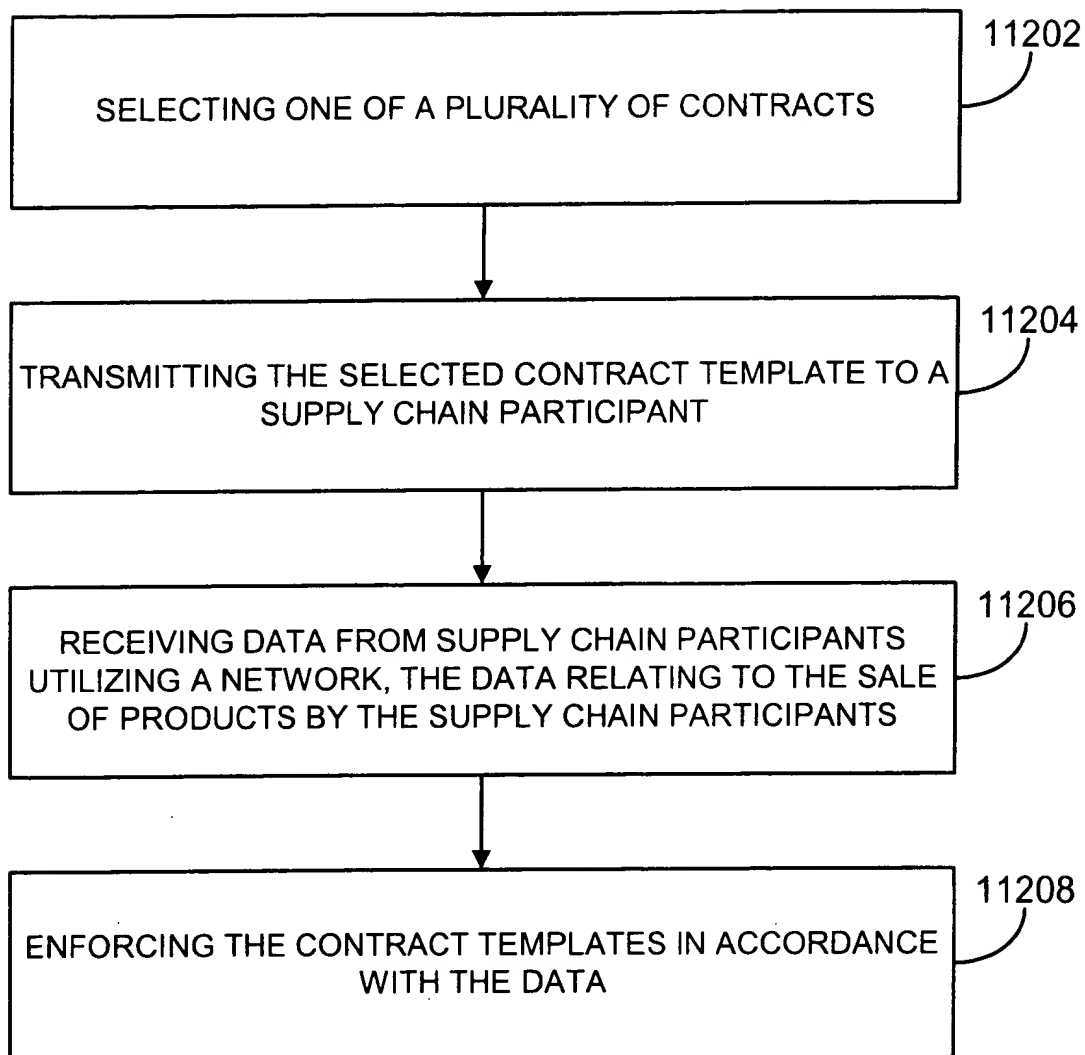 11202
SELECTING ONE OF A PLURALITY OF CONTRACTS
11204
TRANSMITTING THE SELECTED CONTRACT TEMPLATE TO A
SUPPLY CHAIN PARTICIPANT
11206
RECEIVING DATA FROM SUPPLY CHAIN PARTICIPANTS
UTILIZING A NETWORK, THE DATA RELATING TO THE SALE
OF PRODUCTS BY THE SUPPLY CHAIN PARTICIPANTS
11208
ENFORCING THE CONTRACT TEMPLATES IN ACCORDANCE
WITH THE DATA